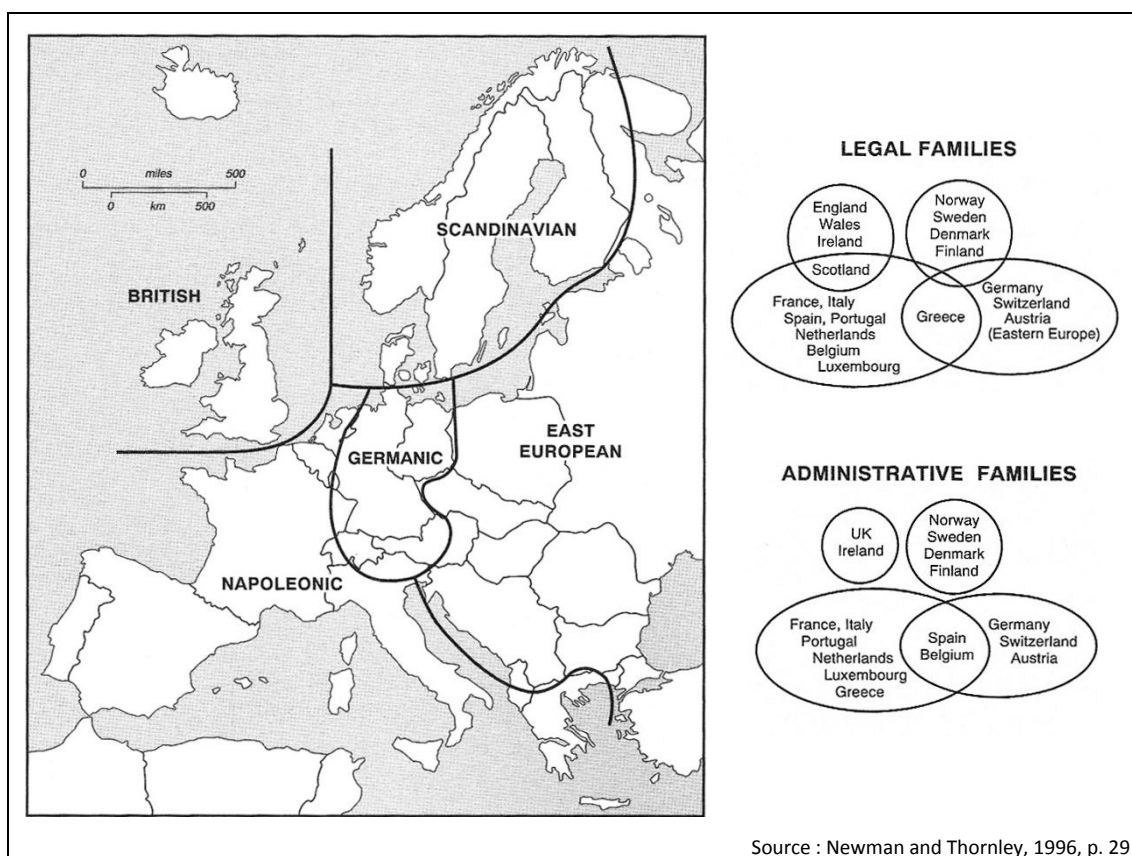 0 miles 500
0 km 500
SCANDINAVIAN
BRITISH
EAST
EUROPEAN
GERMANIC
NAPOLEONIC
LEGAL FAMILIES
England
Wales
Ireland
Norway
Sweden
Denmark
Finland
Scotland
France, Italy
Spain, Portugal
Netherlands
Belgium
Luxembourg
Greece
Germany
Switzerland
Austria
(Eastern Europe)
ADMINISTRATIVE FAMILIES
UK
Ireland
Norway
Sweden
Denmark
Finland
France, Italy
Portugal
Netherlands
Luxembourg
Greece
Spain
Belgium
Germany
Switzerland
Austria
Source : Newman and Thornley, 1996, p. 29